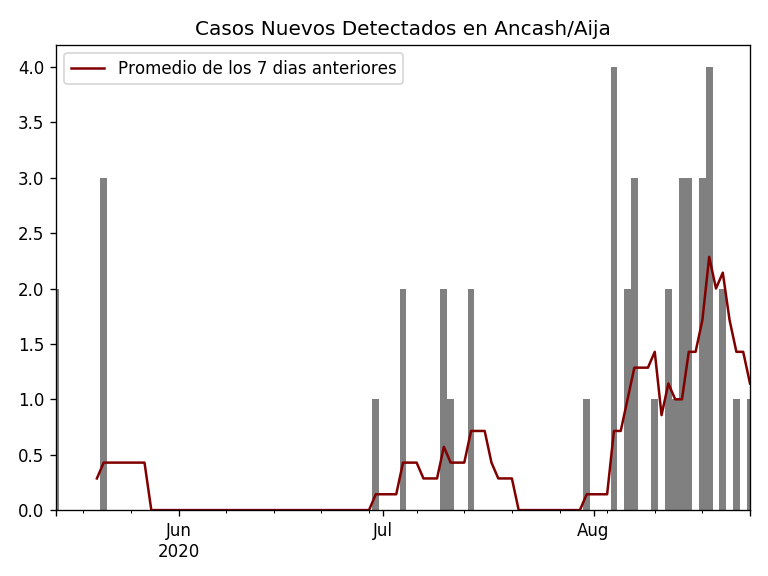 Casos Nuevos Detectados en Ancash/Aija
Promedio de los 7 dias anteriores
4.0
3.5
3.0
2.5
2.0
1.5
1.0
0.5
0.0
Jun
2020
Jul
Aug